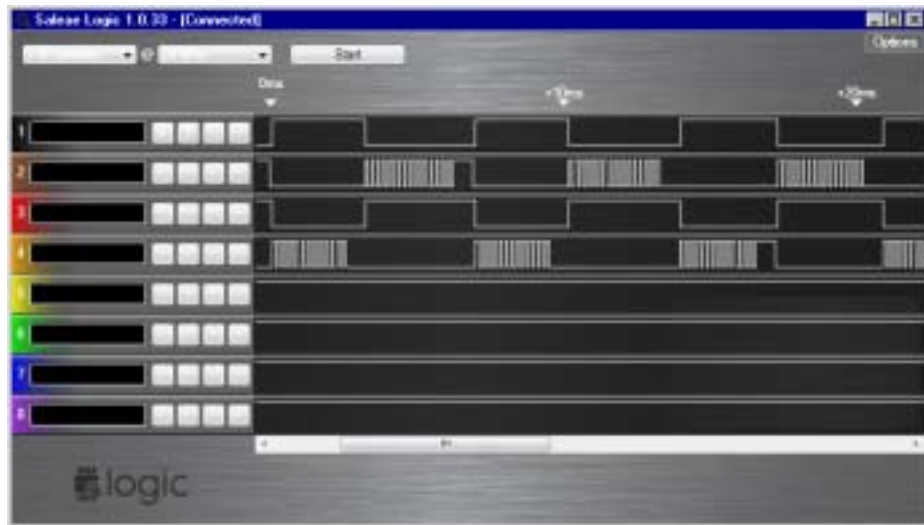 Saleae Logic 1.0.33 - [Connected]
Options
@
Start
0ms
+10ms
+20ms
1
2
3
4
5
6
7
8
logic